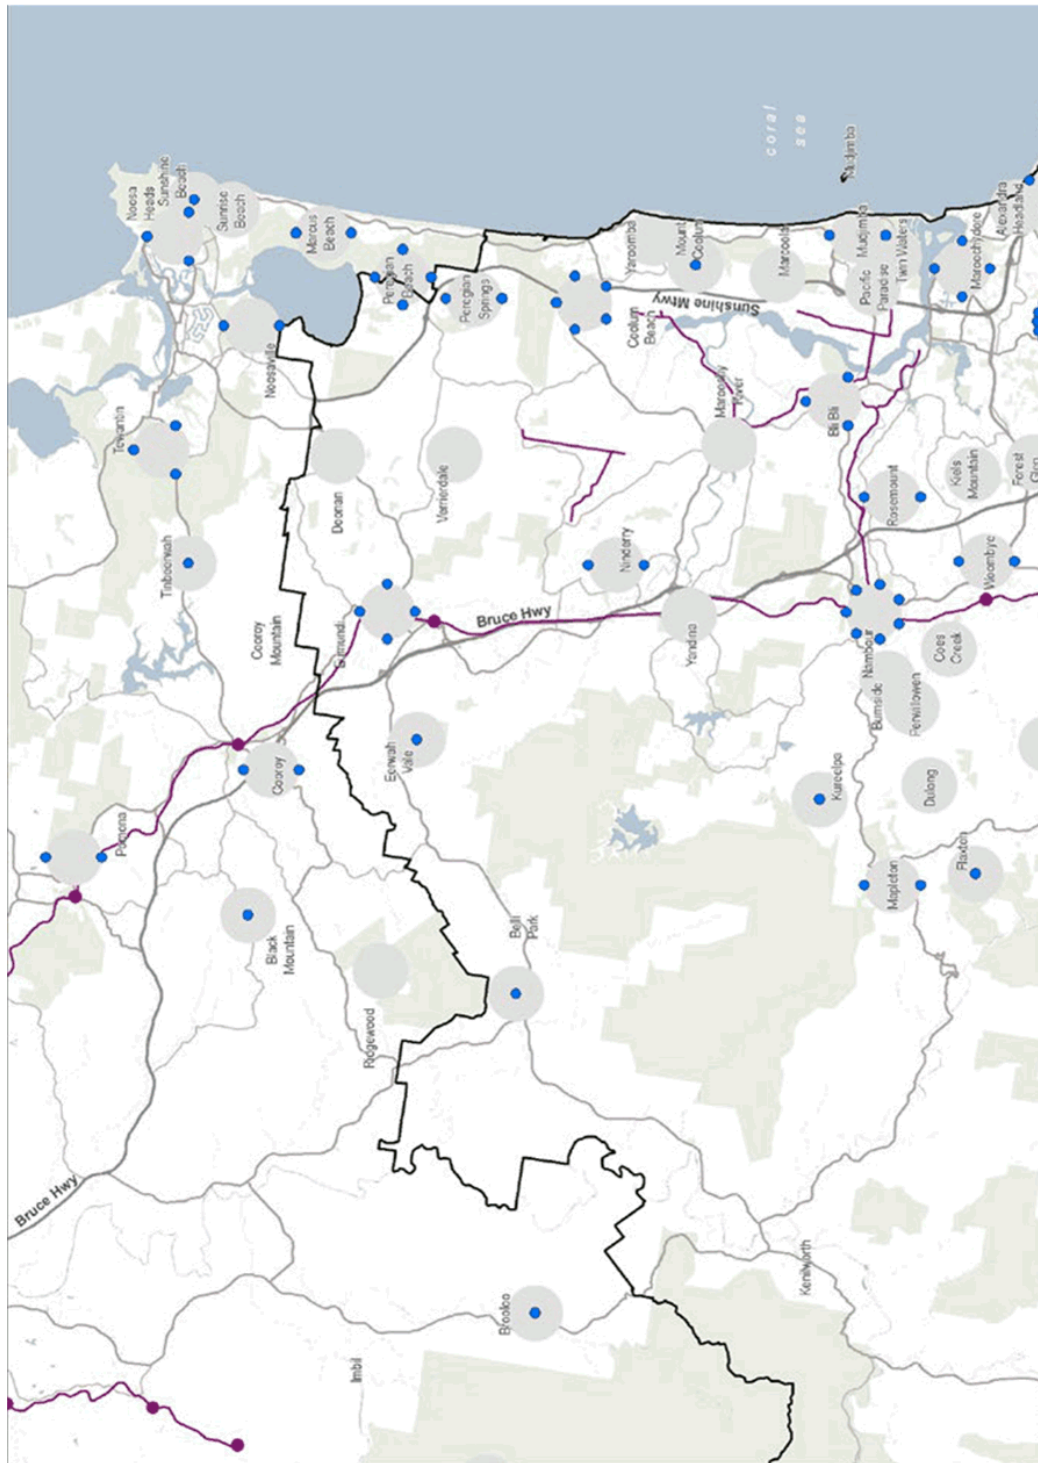 Noosa
Heads
Sunshine
Beach
Sunrise
Beach
Marcus
Beach
Peregian
Beach
Peregian
Springs
Yaroomba
Mount
Coolum
Marcoola
coral
sea
Mudjimba
Mudjimba
Twin Waters
Pacific
Paradise
Alexandra
Headland
Maroochydore
Sunshine Mtwy
Coolum
Beach
Noosaville
Tewantin
Tinbeerwah
Doonan
Verrierdale
Maroochy
River
Bli Bli
Kiels
Mountain
Forest
Glen
Rosemount
Ninderry
Cooroy
Mountain
Eumundi
Bruce Hwy
Yandina
Nambour
Burnside
Perwillowen
Coes
Creek
Woombye
Cooroy
Eerwah
Vale
Pomona
Kureelpa
Dulong
Mapleton
Flaxton
Black
Mountain
Ridgewood
Belli
Park
Bruce Hwy
Brooloo
Imbil
Kenilworth